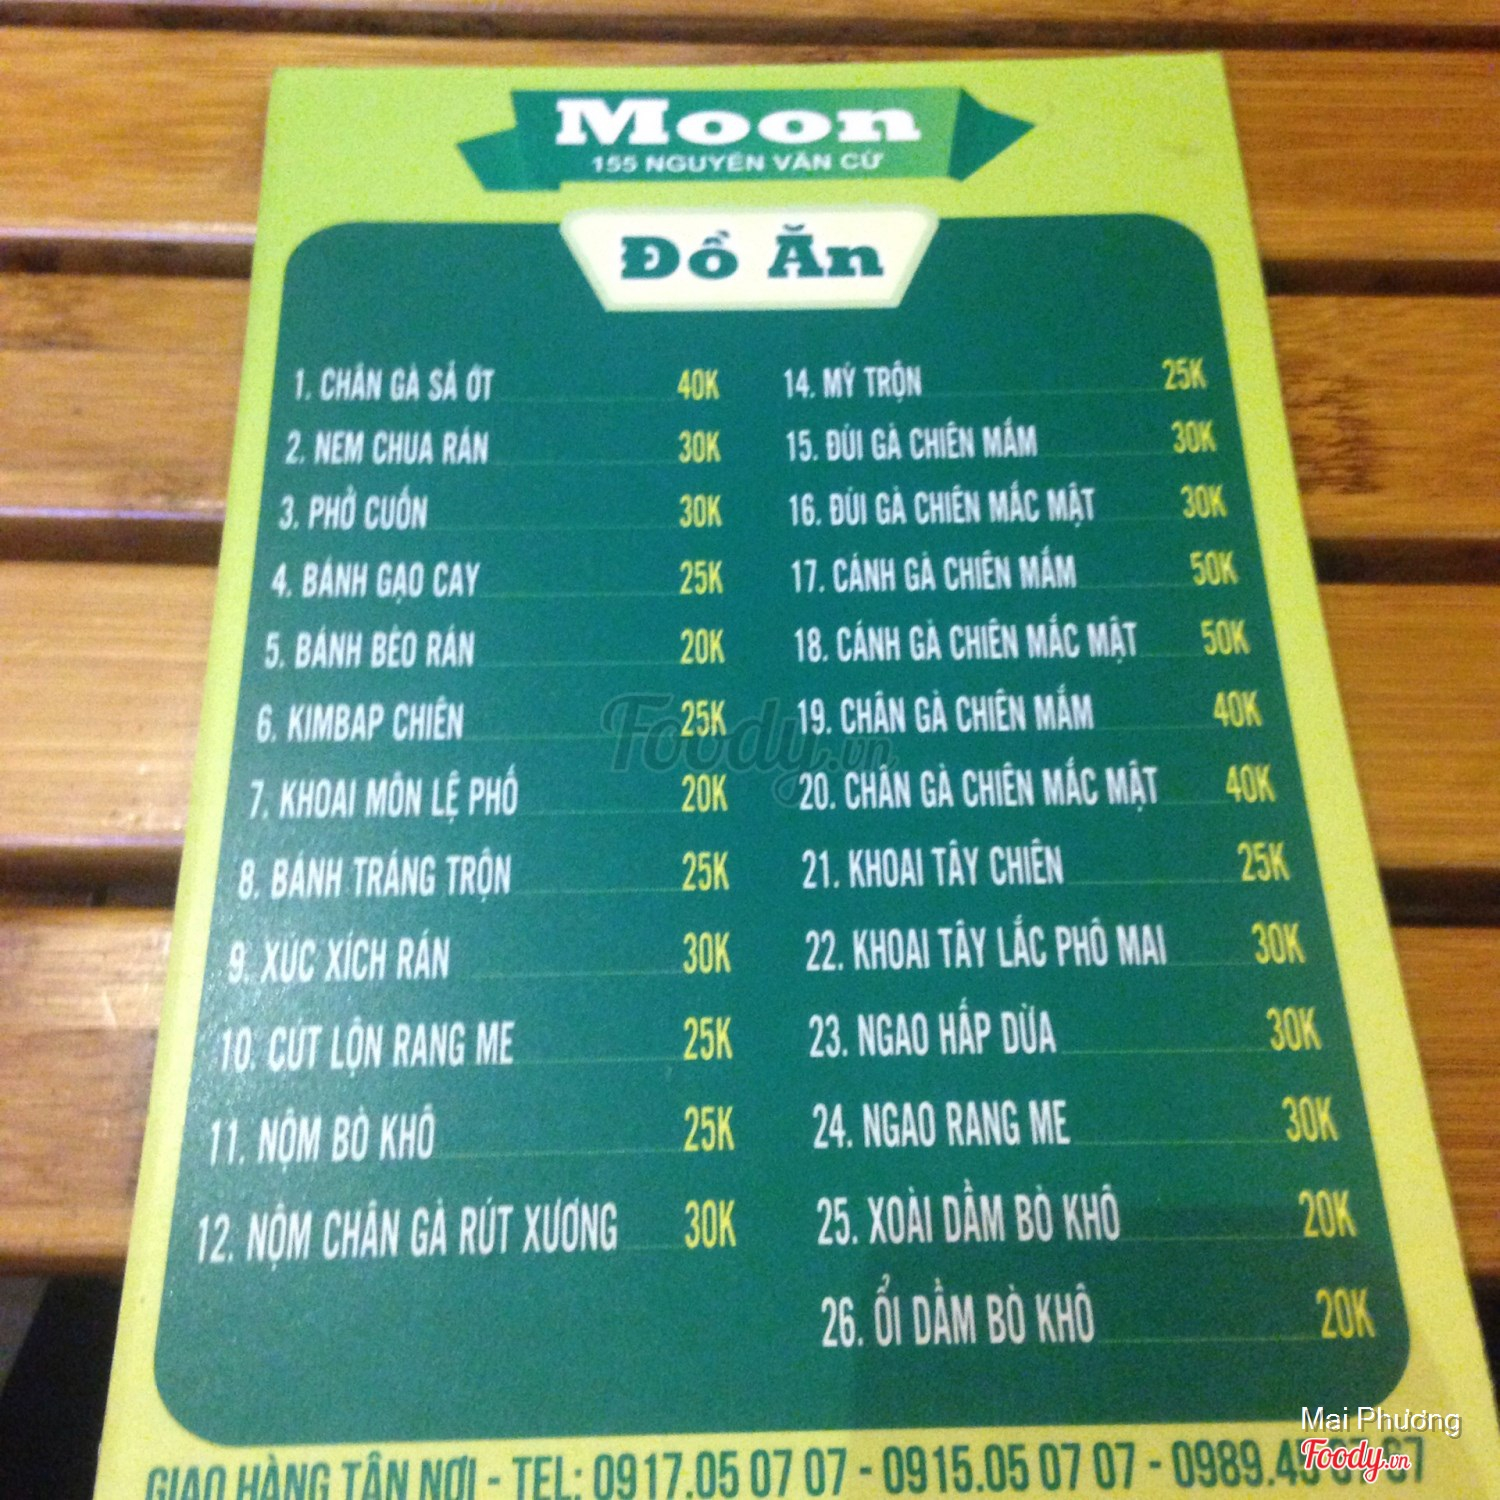 Moon
155 NGUYỄN VĂN CỪ
Đồ Ăn
1. CHÂN GÀ SẢ ỚT 40K
2. NEM CHUA RÁN 30K
3. PHỞ CUỐN 30K
4. BÁNH GẠO CAY 25K
5. BÁNH BÈO RÁN 20K
6. KIMBAP CHIÊN 25K
7. KHOAI MÔN LỆ PHỐ 20K
8. BÁNH TRÁNG TRỘN 25K
9. XÚC XÍCH RÁN 30K
10. CÚT LỘN RANG ME 25K
11. NỘM BÒ KHÔ 25K
12. NỘM CHÂN GÀ RÚT XƯƠNG 30K
14. MỲ TRỘN 25K
15. ĐÙI GÀ CHIÊN MẮM 30K
16. ĐÙI GÀ CHIÊN MẮC MẬT 30K
17. CÁNH GÀ CHIÊN MẮM 50K
18. CÁNH GÀ CHIÊN MẮC MẬT 50K
19. CHÂN GÀ CHIÊN MẮM 40K
20. CHÂN GÀ CHIÊN MẮC MẬT 40K
21. KHOAI TÂY CHIÊN 25K
22. KHOAI TÂY LẮC PHÔ MAI 30K
23. NGAO HẤP DỪA 30K
24. NGAO RANG ME 30K
25. XOÀI DẦM BÒ KHÔ 20K
26. ỔI DẦM BÒ KHÔ 20K
Foody.vn
GIAO HÀNG TẬN NƠI - TEL: 0917.05 07 07 - 0915.05 07 07 -
Mai Phương
Foody.vn